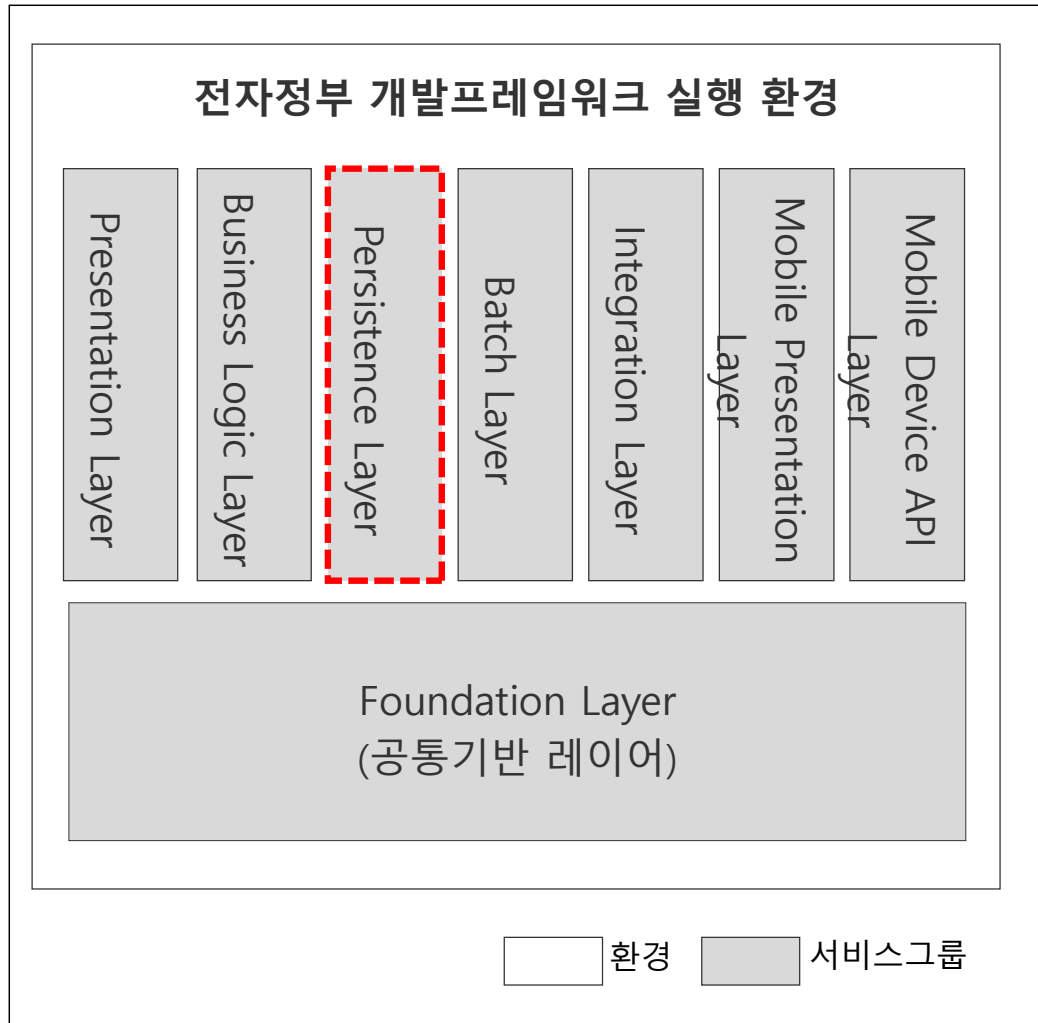 전자정부 개발프레임워크 실행 환경
Presentation Layer
Business Logic Layer
Persistence Layer
Batch Layer
Integration Layer
Mobile Presentation
Layer
Mobile Device API
Layer
Foundation Layer
(공통기반 레이어)
환경
서비스그룹